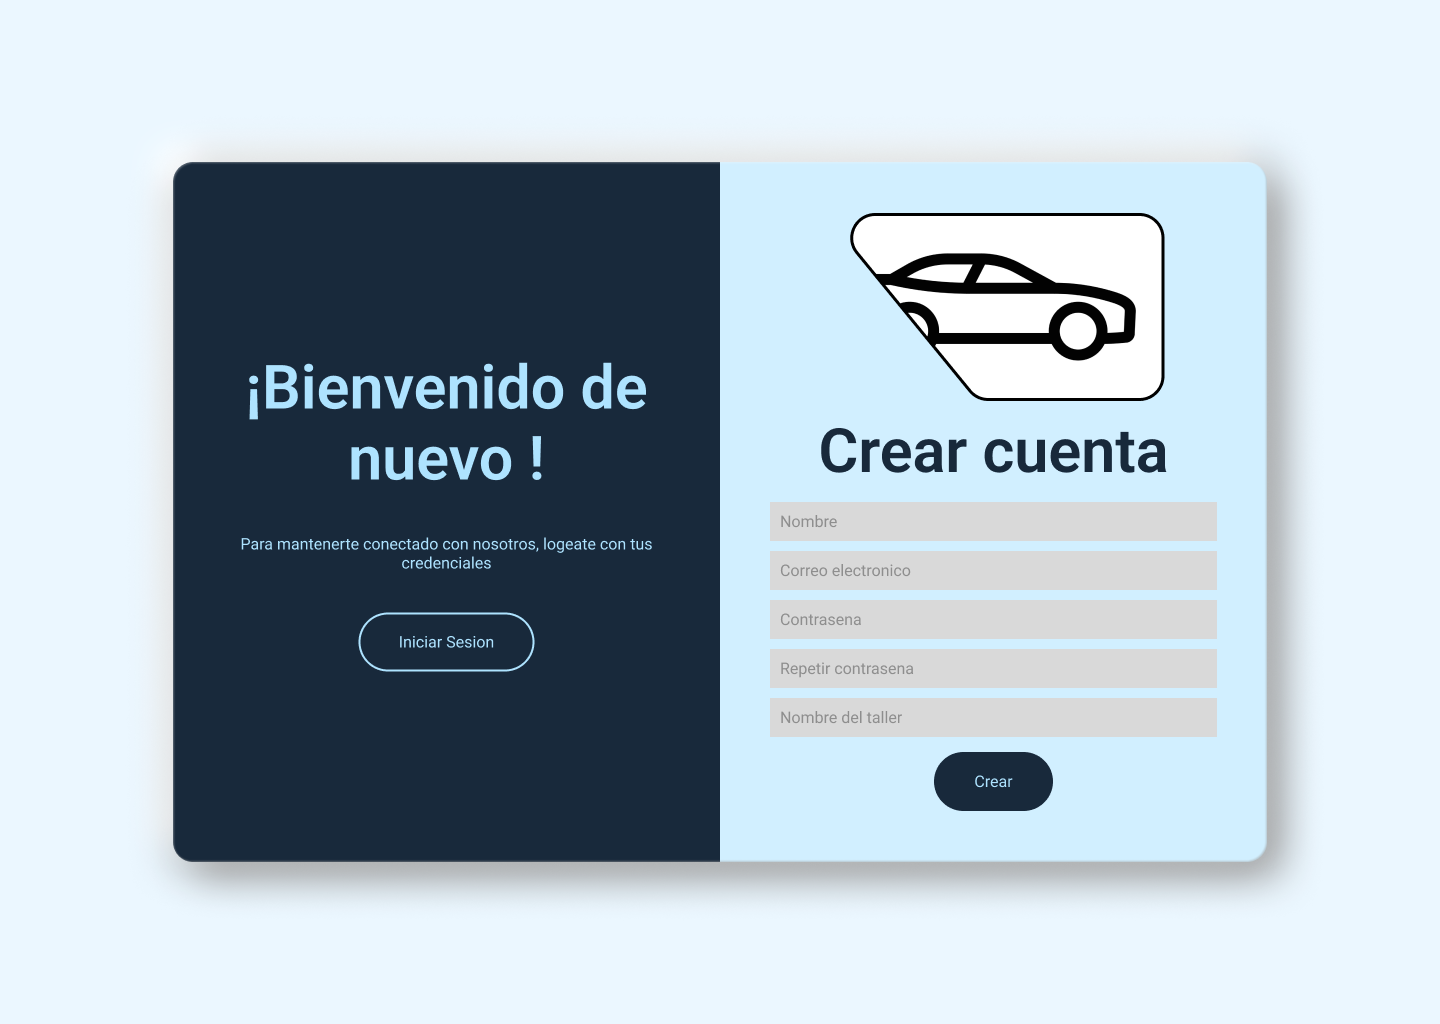 ¡Bienvenido de
nuevo !
Para mantenerte conectado con nosotros, logeate con tus
credenciales
Iniciar Sesion
Crear cuenta
Nombre
Correo electronico
Contrasena
Repetir contrasena
Nombre del taller
Crear